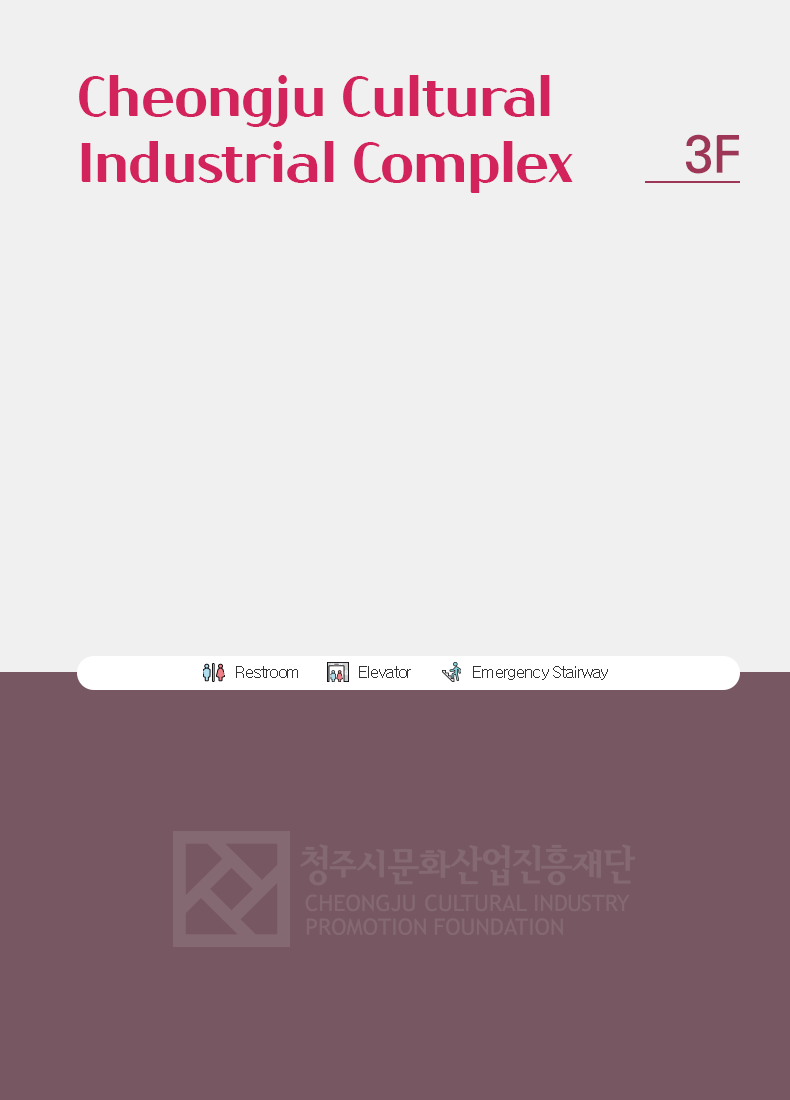 Cheongju Cultural
Industrial Complex
3F
Restroom Elevator Emergency Stairway
청주시문화산업진흥재단
CHEONGJU CULTURAL INDUSTRY
PROMOTION FOUNDATION